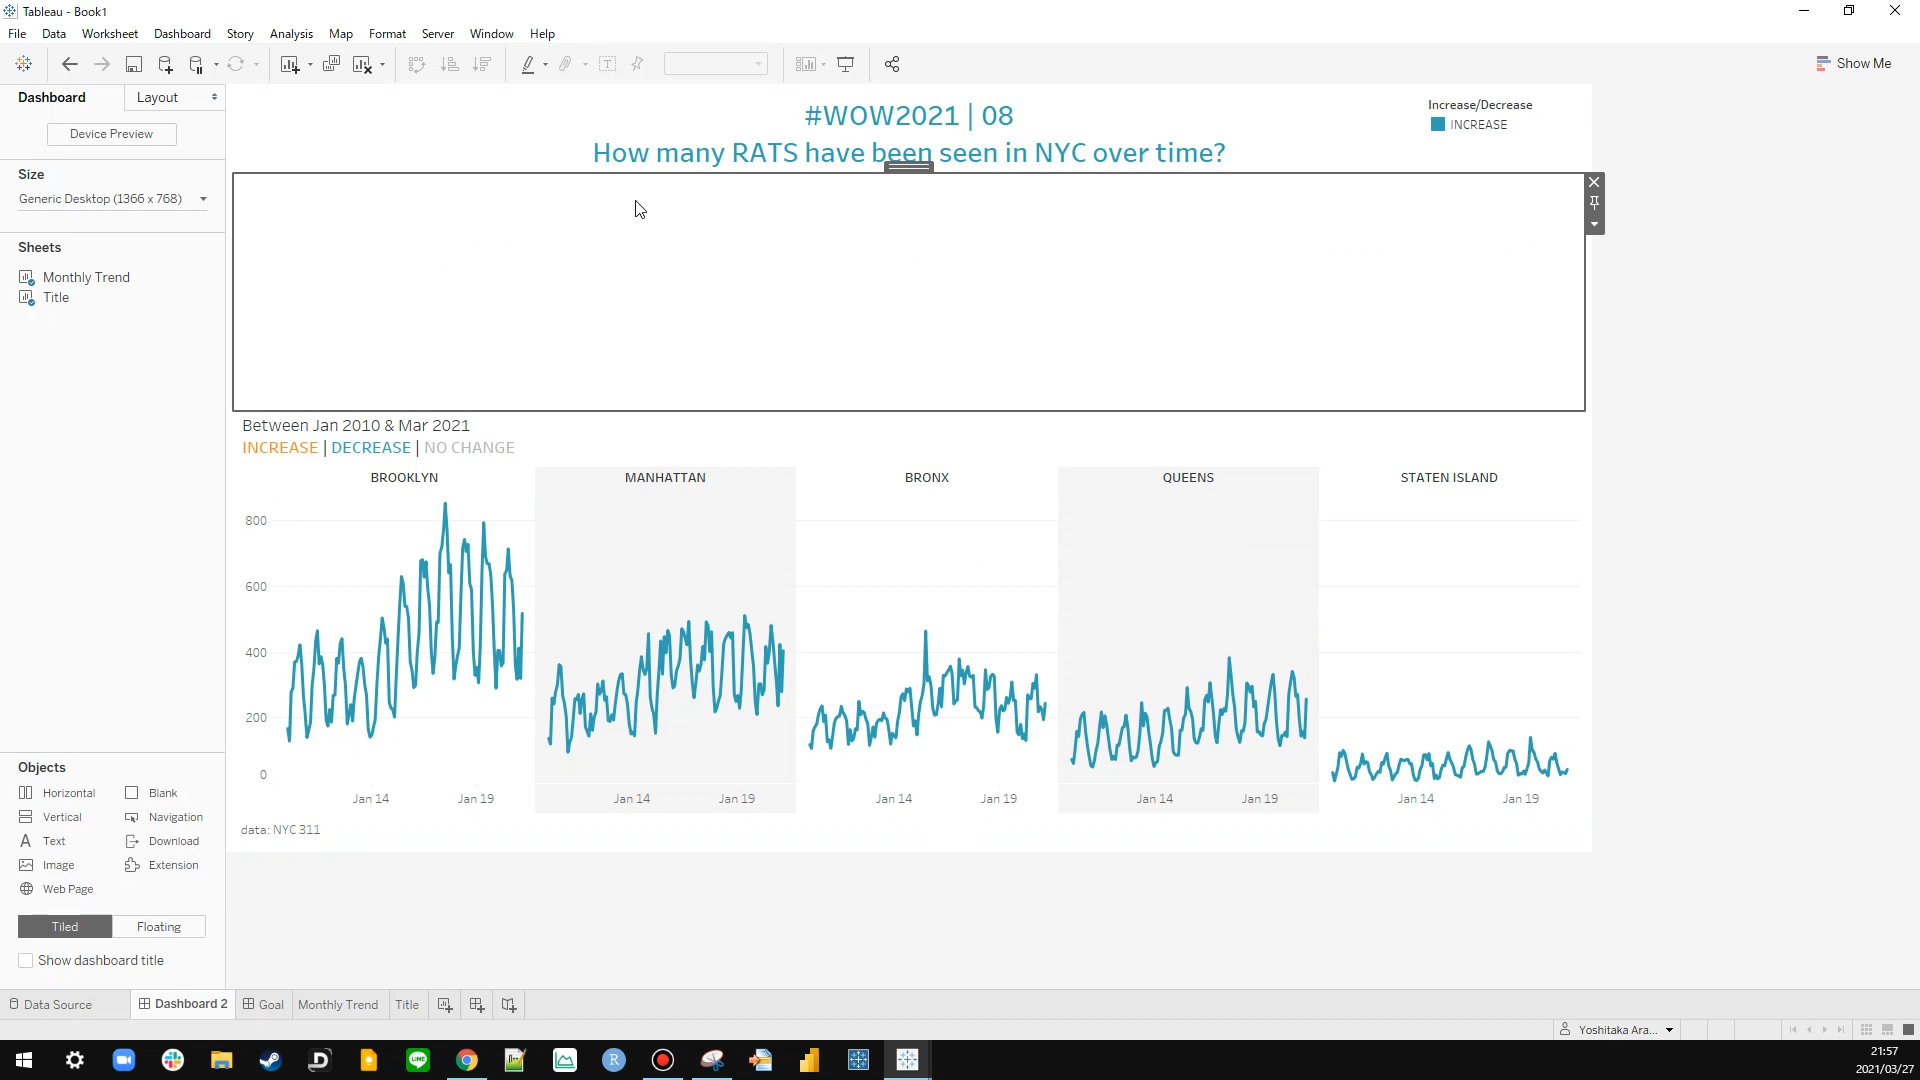 Tableau - Book1
File Data Worksheet Dashboard Story Analysis Map Format Server Window Help
Show Me
Dashboard Layout
Device Preview
Size
Generic Desktop (1366 x 768)
Sheets
Monthly Trend
Title
#WOW2021 | 08
How many RATS have been seen in NYC over time?
Increase/Decrease
INCREASE
Between Jan 2010 & Mar 2021
INCREASE | DECREASE | NO CHANGE
BROOKLYN MANHATTAN BRONX QUEENS STATEN ISLAND
800
600
400
200
0
Jan 14 Jan 19 Jan 14 Jan 19 Jan 14 Jan 19 Jan 14 Jan 19 Jan 14 Jan 19
data: NYC 311
Objects
Horizontal Blank
Vertical Navigation
Text Download
Image Extension
Web Page
Tiled Floating
Show dashboard title
Data Source Dashboard 2 Goal Monthly Trend Title
Yoshitaka Ara...
LINE
R
21:57
2021/03/27